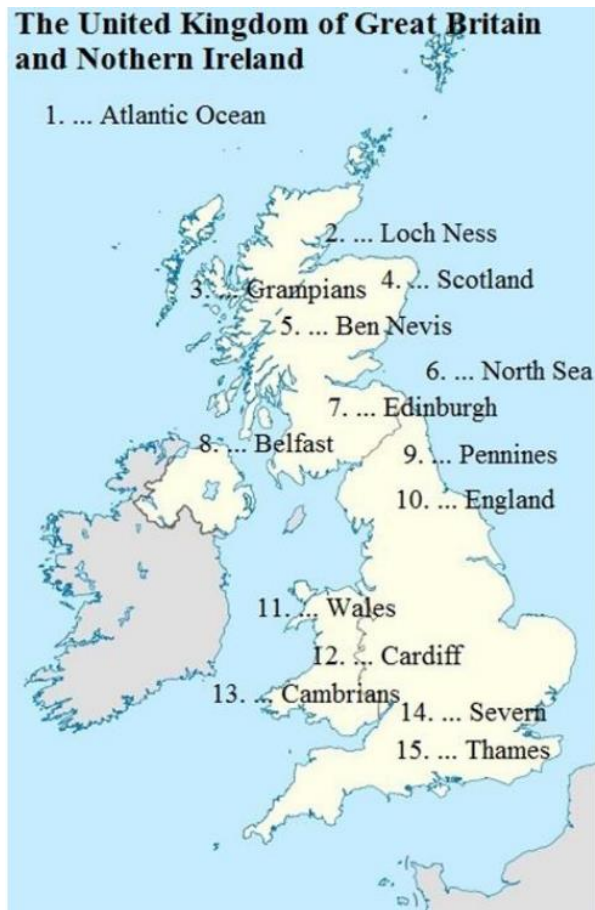 The United Kingdom of Great Britain
and Nothern Ireland
1. ... Atlantic Ocean
2. ... Loch Ness
3. ... Grampians
4. ... Scotland
5. ... Ben Nevis
6. ... North Sea
7. ... Edinburgh
8. ... Belfast
9. ... Pennines
10. ... England
11. ... Wales
12. ... Cardiff
13. ... Cambrians
14. ... Severn
15. ... Thames